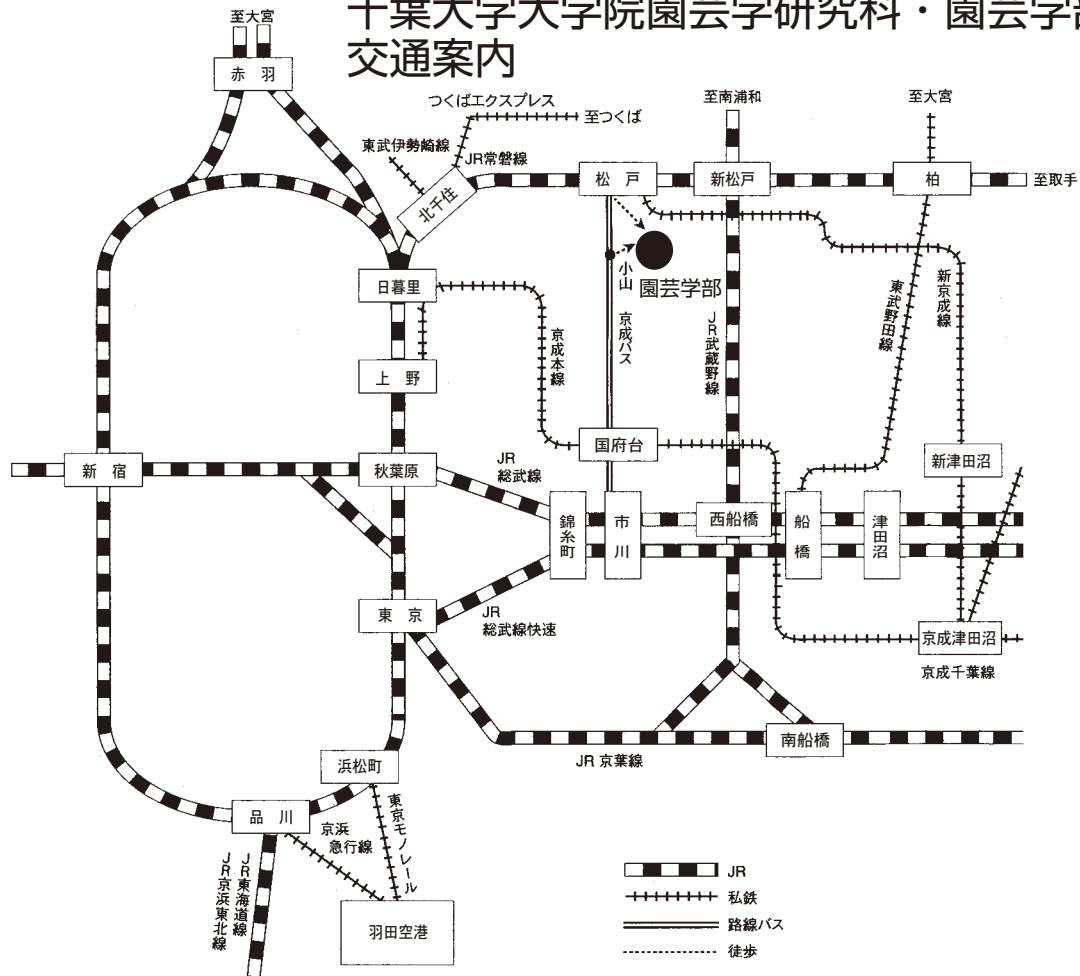 千葉大学大学院園芸学研究科・園芸学部
交通案内
至大宮
赤 羽
つくばエクスプレス
至つくば
至南浦和
至大宮
東武伊勢崎線
JR常磐線
北千住
松 戸
新松戸
柏
至取手
小山
園芸学部
日暮里
京成本線
京成バス
JR武蔵野線
東武野田線
新京成線
上 野
国府台
新津田沼
新 宿
秋葉原
JR
総武線
錦糸町
市川
西船橋
船橋
津田沼
東 京
JR
総武線快速
京成津田沼
京成千葉線
南船橋
JR 京葉線
浜松町
品 川
京浜
急行線
東京モノレール
JR東海道線
JR京浜東北線
羽田空港
JR
私鉄
路線バス
徒歩